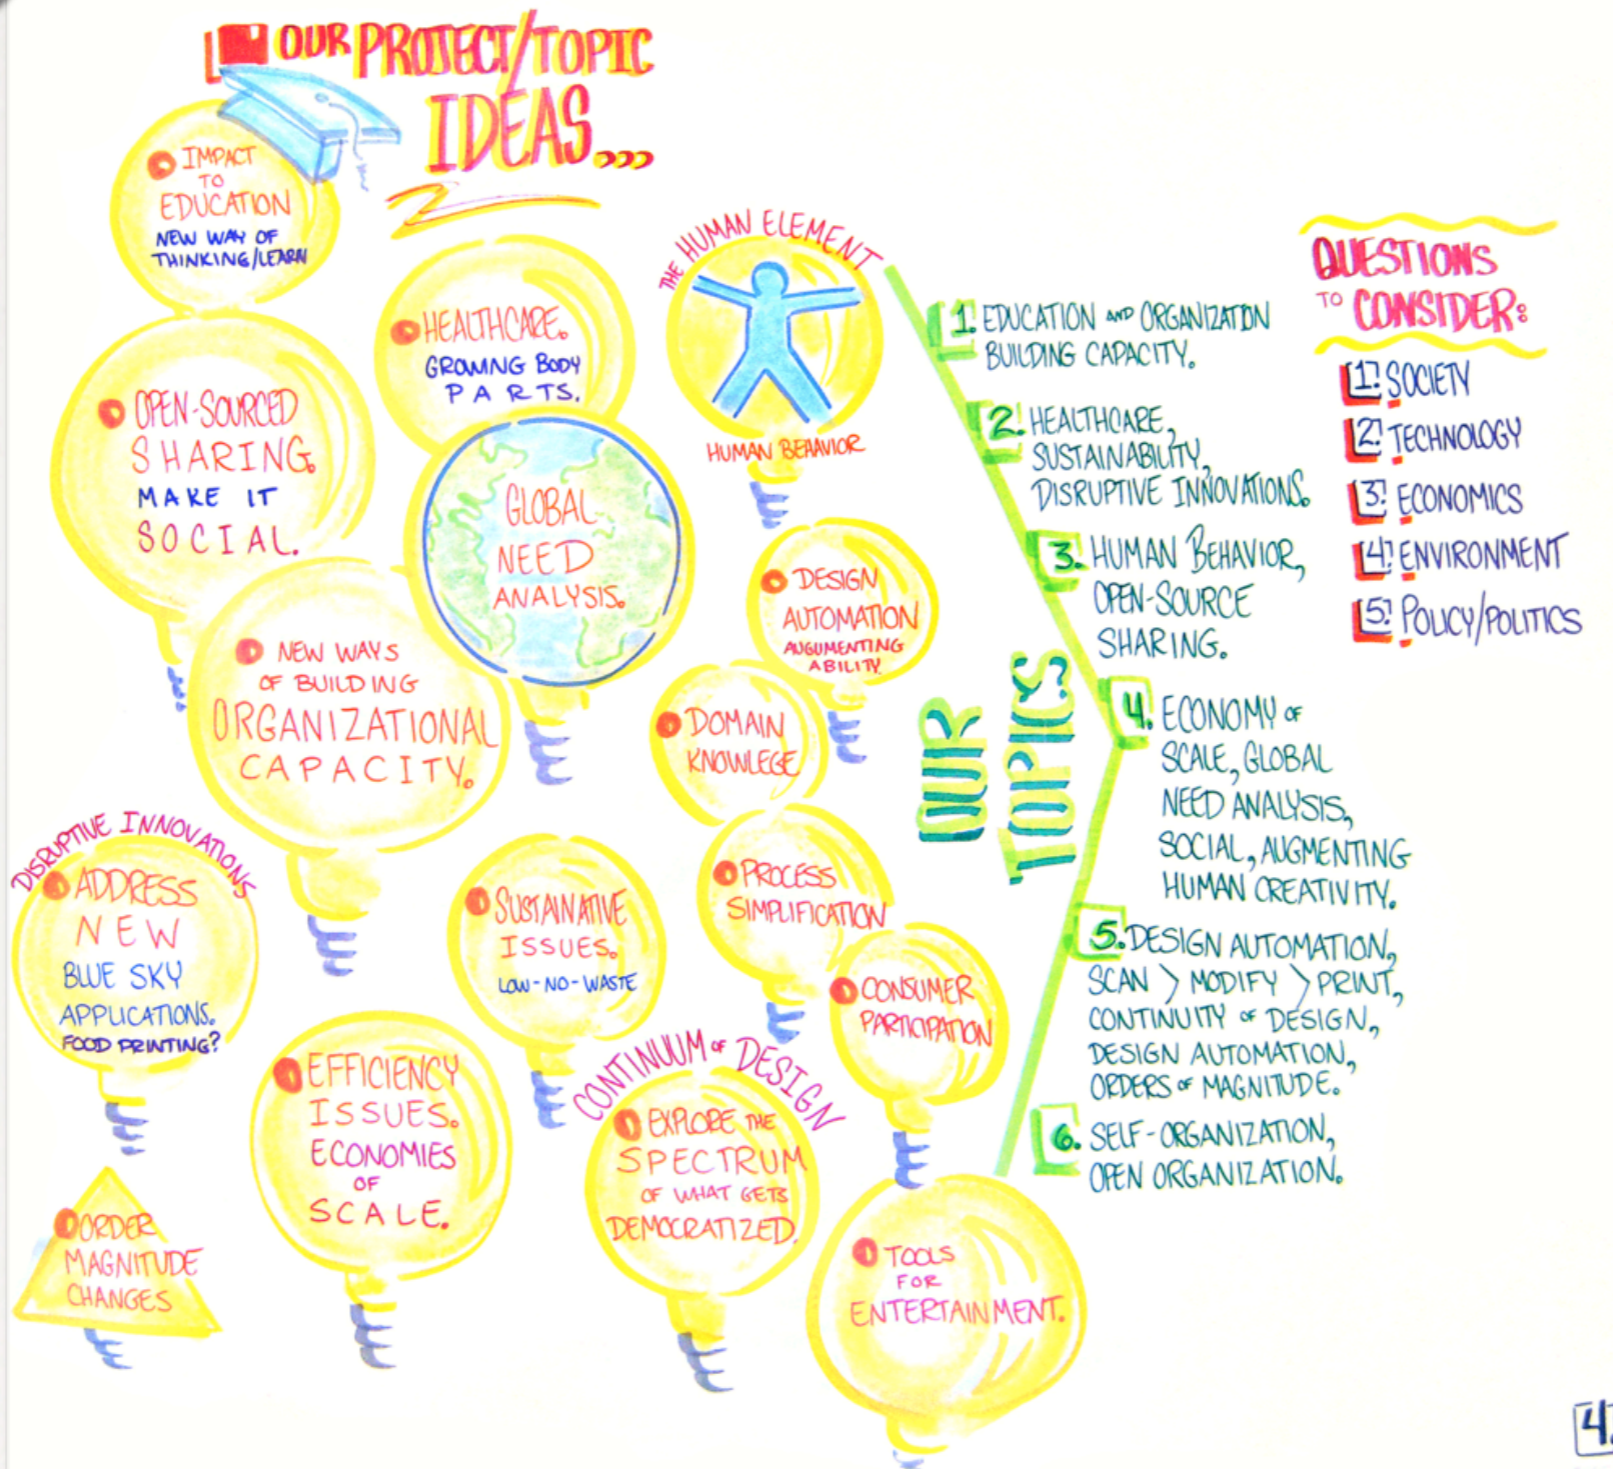 OUR PROJECT/TOPIC
IDEAS...
IMPACT
TO
EDUCATION
NEW WAY OF
THINKING/LEARN
OPEN-SOURCED
SHARING.
MAKE IT
SOCIAL.
HEALTHCARE.
GROWING BODY
PARTS.
THE HUMAN ELEMENT
HUMAN BEHAVIOR
GLOBAL
NEED
ANALYSIS.
NEW WAYS
OF BUILDING
ORGANIZATIONAL
CAPACITY.
DESIGN
AUTOMATION
AUGUMENTING
ABILITY.
DOMAIN
KNOWLEGE
PROCESS
SIMPLIFICATION
CONSUMER
PARTICIPATION
DISRUPTIVE INNOVATIONS
ADDRESS
NEW
BLUE SKY
APPLICATIONS.
FOOD PRINTING?
SUSTAINATIVE
ISSUES.
LOW-NO-WASTE
EFFICIENCY
ISSUES.
ECONOMIES
OF
SCALE.
CONTINUUM OF DESIGN
EXPLORE THE
SPECTRUM
OF WHAT GETS
DEMOCRATIZED.
ORDER
MAGNITUDE
CHANGES
TOOLS
FOR
ENTERTAINMENT.
OUR
TOPICS
1. EDUCATION AND ORGANIZATION
BUILDING CAPACITY.
2. HEALTHCARE,
SUSTAINABILITY,
DISRUPTIVE INNOVATIONS.
3. HUMAN BEHAVIOR,
OPEN-SOURCE
SHARING.
4. ECONOMY OF
SCALE, GLOBAL
NEED ANALYSIS,
SOCIAL, AUGMENTING
HUMAN CREATIVITY.
5. DESIGN AUTOMATION,
SCAN > MODIFY > PRINT,
CONTINUITY OF DESIGN,
DESIGN AUTOMATION,
ORDERS OF MAGNITUDE.
6. SELF-ORGANIZATION,
OPEN ORGANIZATION.
QUESTIONS
TO CONSIDER:
1. SOCIETY
2. TECHNOLOGY
3. ECONOMICS
4. ENVIRONMENT
5. POLICY/POLITICS
4.